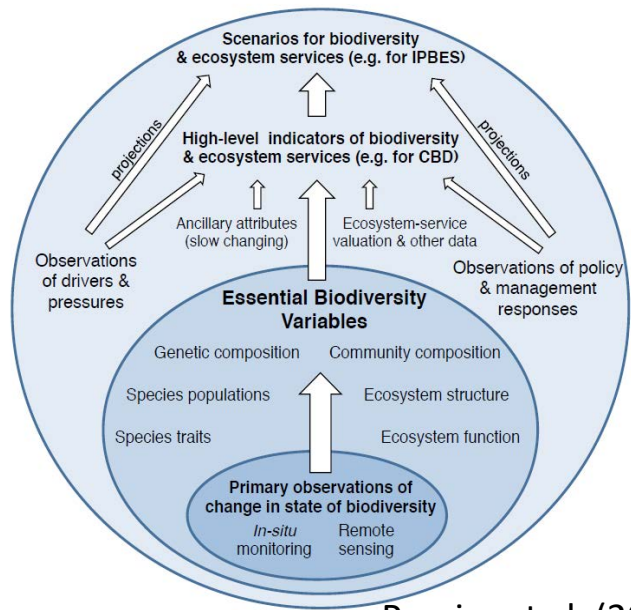 Scenarios for biodiversity
& ecosystem services (e.g. for IPBES)
projections
projections
High-level indicators of biodiversity
& ecosystem services (e.g. for CBD)
Ancillary attributes
(slow changing)
Ecosystem-service
valuation & other data
Observations
of drivers &
pressures
Observations of policy
& management
responses
Essential Biodiversity
Variables
Genetic composition
Community composition
Species populations
Ecosystem structure
Species traits
Ecosystem function
Primary observations of
change in state of biodiversity
In-situ
monitoring
Remote
sensing